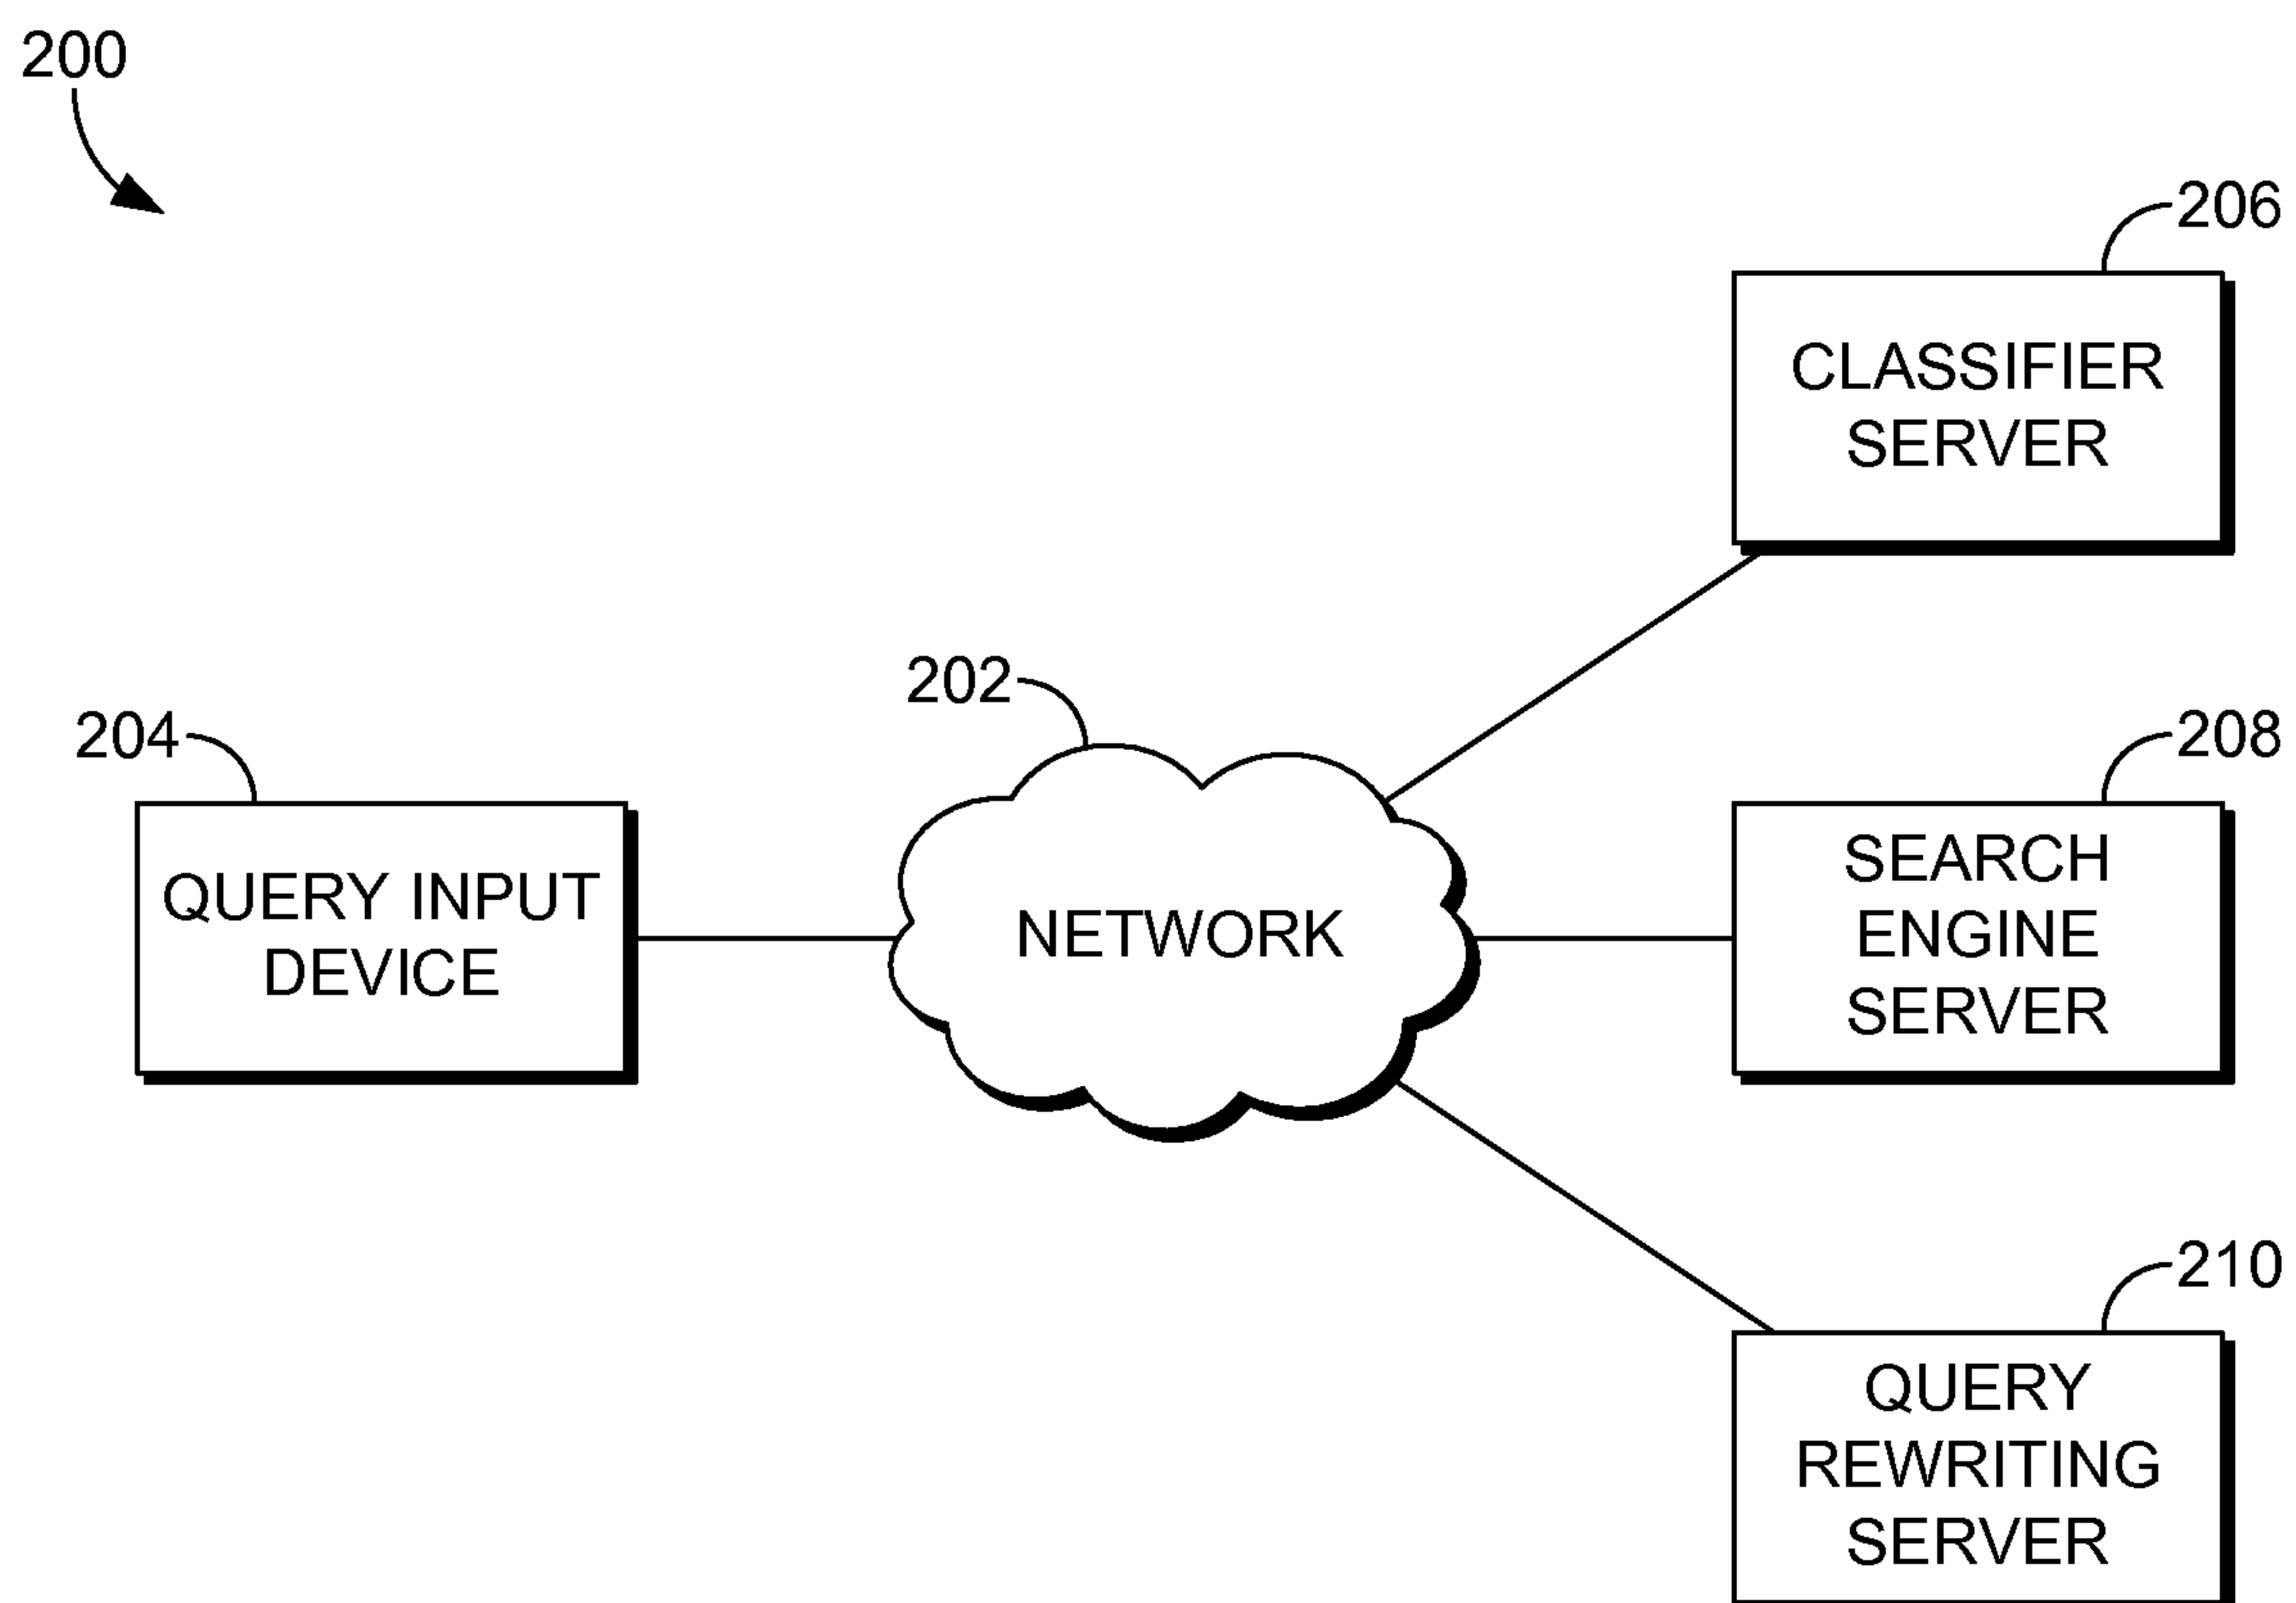 200
206
CLASSIFIER
SERVER
202
204
208
QUERY INPUT
DEVICE
NETWORK
SEARCH
ENGINE
SERVER
210
QUERY
REWRITING
SERVER